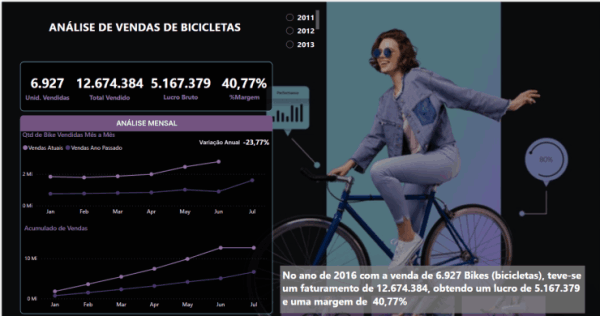 ANÁLISE DE VENDAS DE BICICLETAS
2011
2012
2013
6.927 12.674.384 5.167.379 40,77%
Unid. Vendidas Total Vendido Lucro Bruto %Margem
Performance
ANÁLISE MENSAL
Qtd de Bike Vendidas Mês a Mês
Variação Anual -23,77%
Vendas Atuais Vendas Ano Passado
2 Mi
0 Mi
Jan Feb Mar Apr May Jun Jul
Acumulado de Vendas
10 Mi
0 Mi
Jan Feb Mar Apr May Jun Jul
80%
No ano de 2016 com a venda de 6.927 Bikes (bicicletas), teve-se
um faturamento de 12.674.384, obtendo um lucro de 5.167.379
e uma margem de 40,77%